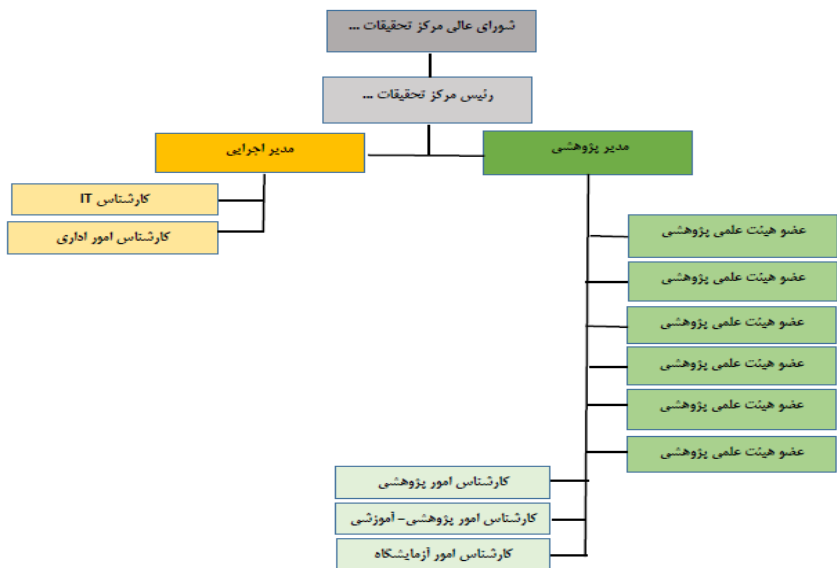 شورای عالی مرکز تحقیقات ...
رئیس مرکز تحقیقات ...
مدیر پژوهشی
مدیر اجرایی
کارشناس IT
کارشناس امور اداری
عضو هیئت علمی پژوهشی
عضو هیئت علمی پژوهشی
عضو هیئت علمی پژوهشی
عضو هیئت علمی پژوهشی
عضو هیئت علمی پژوهشی
عضو هیئت علمی پژوهشی
کارشناس امور پژوهشی
کارشناس امور پژوهشی- آموزشی
کارشناس امور آزمایشگاه